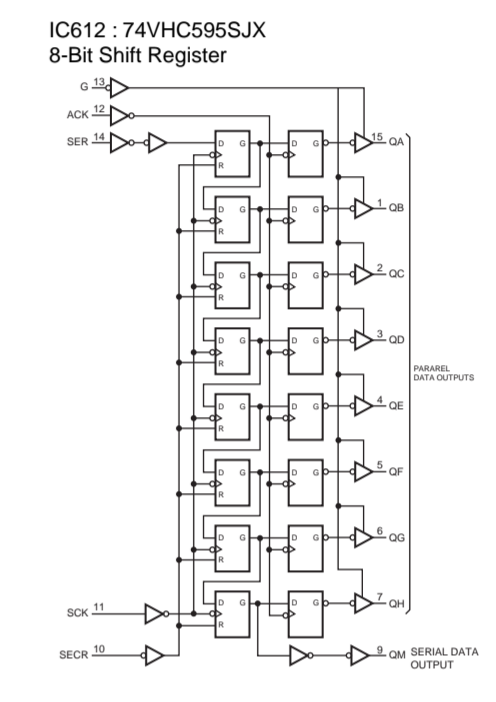 IC612 : 74VHC595SJX
8-Bit Shift Register
G 13
ACK 12
SER 14
D G D G 15 QA
R
D G D G 1 QB
R
D G D G 2 QC
R
D G D G 3 QD
R
PARAREL
DATA OUTPUTS
D G D G 4 QE
R
D G D G 5 QF
R
D G D G 6 QG
R
D G D G 7 QH
SCK 11
R
SECR 10
9 QM SERIAL DATA
OUTPUT